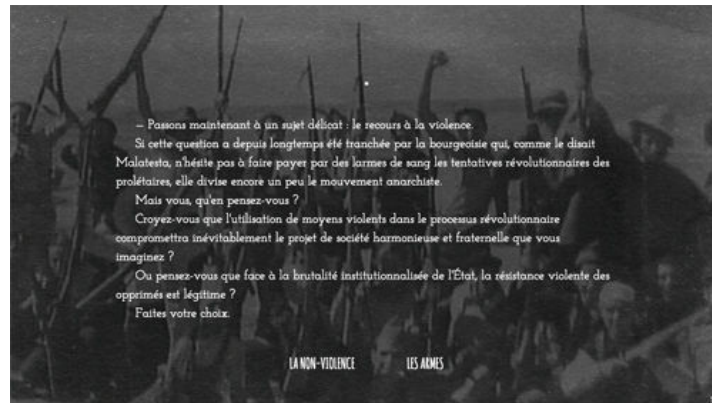 – Passons maintenant à un sujet délicat : le recours à la violence.
Si cette question a depuis longtemps été tranchée par la bourgeoisie qui, comme le disait
Malatesta, n'hésite pas à faire payer par des larmes de sang les tentatives révolutionnaires des
prolétaires, elle divise encore un peu le mouvement anarchiste.
Mais vous, qu'en pensez-vous ?
Croyez-vous que l'utilisation de moyens violents dans le processus révolutionnaire
compromettra inévitablement le projet de société harmonieuse et fraternelle que vous
imaginez ?
Ou pensez-vous que face à la brutalité institutionnalisée de l'État, la résistance violente des
opprimés est légitime ?
Faites votre choix.
LA NON-VIOLENCE LES ARMES